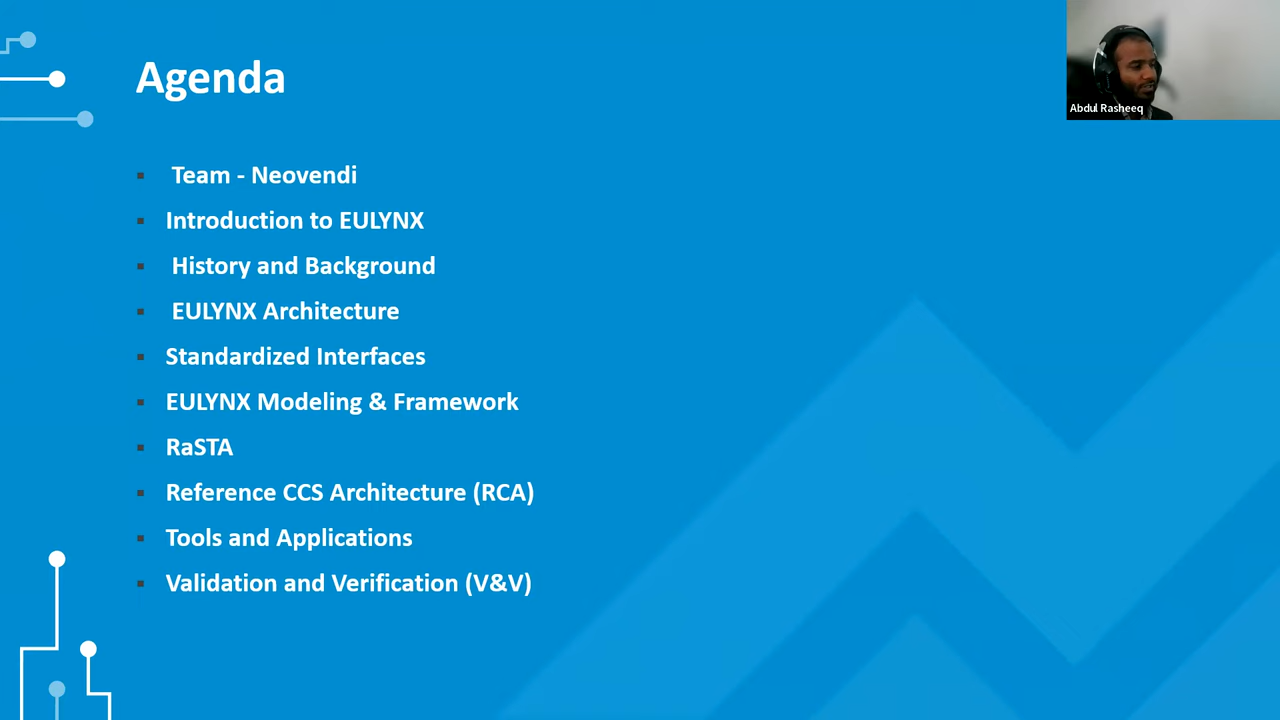 Agenda
Abdul Rasheeq
Team - Neovendi
Introduction to EULYNX
History and Background
EULYNX Architecture
Standardized Interfaces
EULYNX Modeling & Framework
RaSTA
Reference CCS Architecture (RCA)
Tools and Applications
Validation and Verification (V&V)